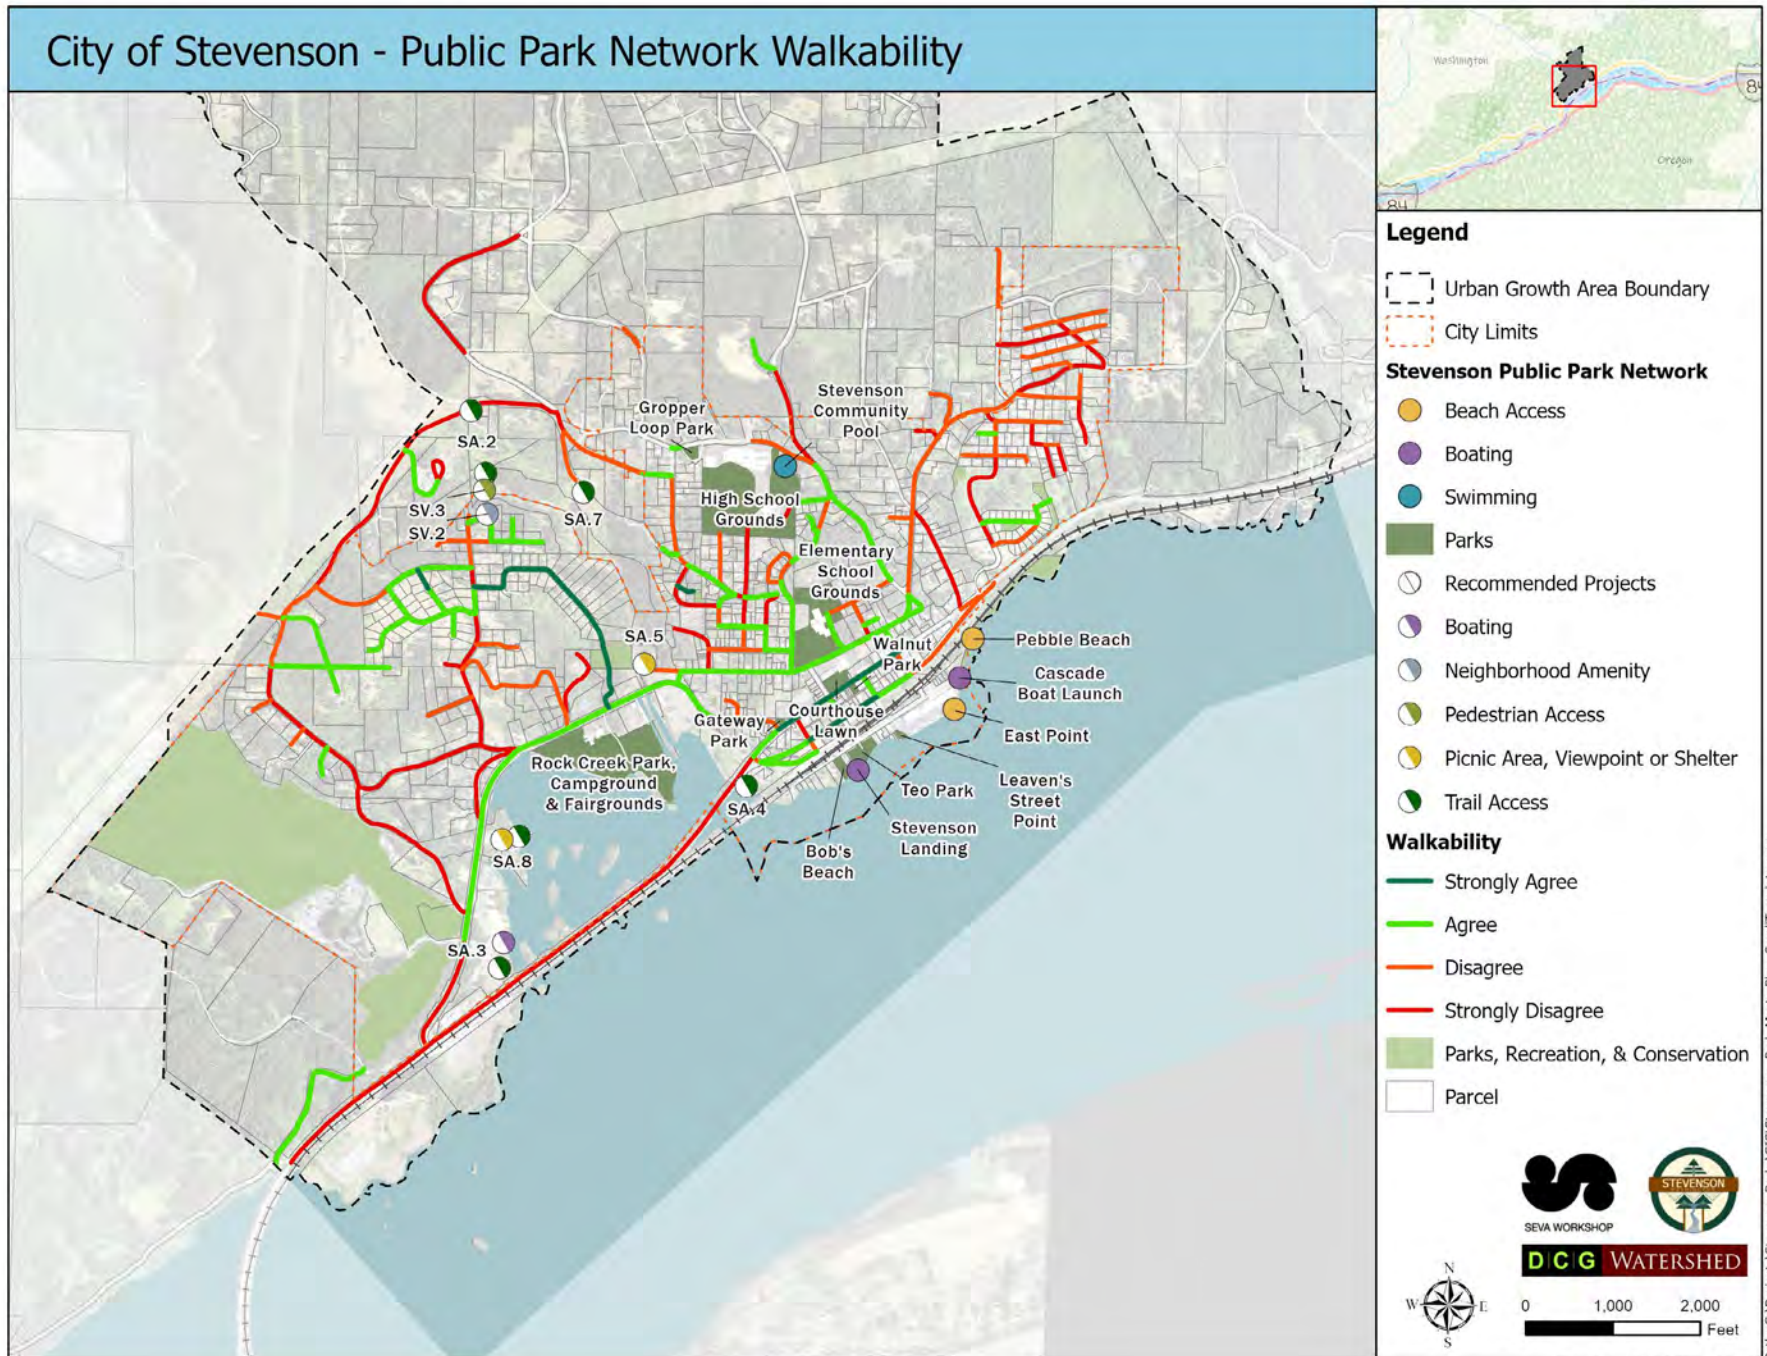 City of Stevenson - Public Park Network Walkability
Washington
Oregon
84
84
Legend
Urban Growth Area Boundary
City Limits
Stevenson Public Park Network
Beach Access
Boating
Swimming
Parks
Recommended Projects
Boating
Neighborhood Amenity
Pedestrian Access
Picnic Area, Viewpoint or Shelter
Trail Access
Walkability
Strongly Agree
Agree
Disagree
Strongly Disagree
Parks, Recreation, & Conservation
Parcel
SEVA WORKSHOP
STEVENSON
DCG WATERSHED
N
W
E
S
0 1,000 2,000
Feet
Stevenson
Community
Pool
Gropper
Loop Park
SA.2
High School
Grounds
SV.3
SV.2
SA.7
Elementary
School
Grounds
SA.5
Walnut
Park
Pebble Beach
Cascade
Boat Launch
Courthouse
Lawn
Gateway
Park
East Point
Rock Creek Park,
Campground
& Fairgrounds
SA.4
Teo Park
Leaven's
Street
Point
Stevenson
Landing
Bob's
Beach
SA.8
SA.3